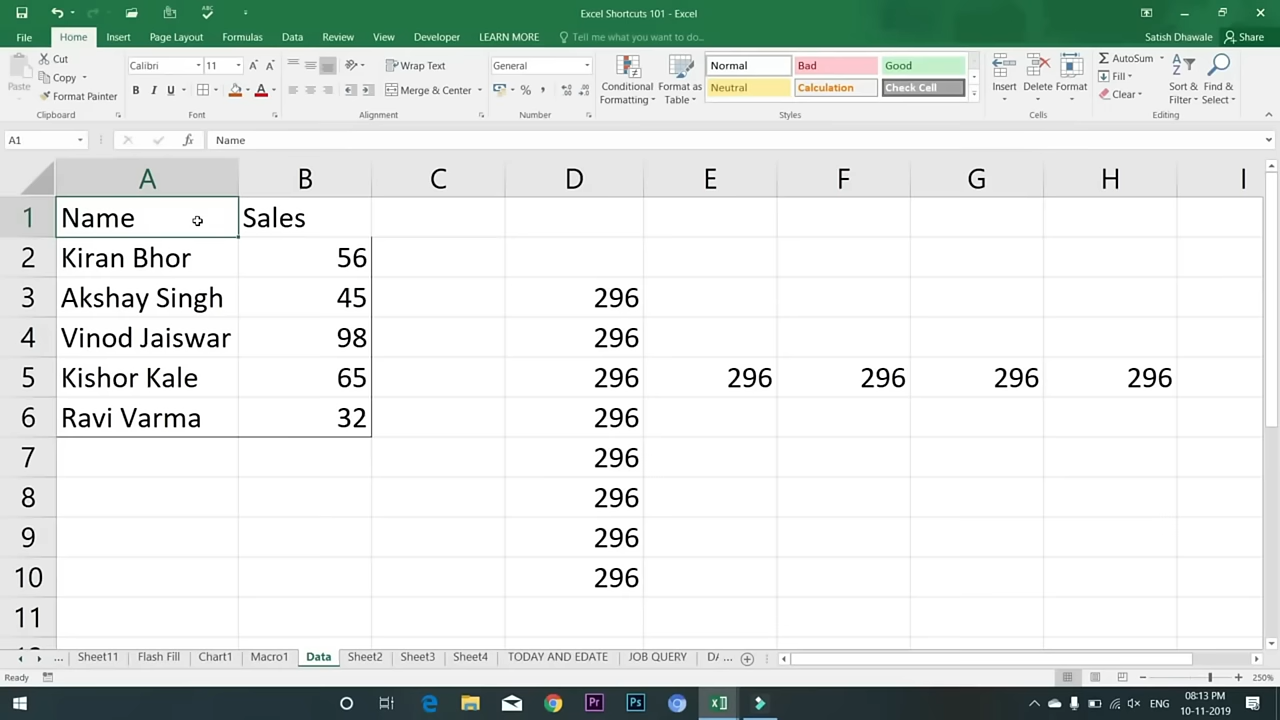 Excel Shortcuts 101 - Excel
File Home Insert Page Layout Formulas Data Review View Developer LEARN MORE Tell me what you want to do... Satish Dhawale Share
Paste
Cut
Copy
Format Painter
Clipboard
Calibri 11
B I U
Font
Wrap Text
Merge & Center
Alignment
General
Number
Conditional Formatting
Format as Table
Normal Bad Good
Neutral Calculation Check Cell
Styles
Insert Delete Format
Cells
AutoSum
Fill
Clear
Sort & Filter
Find & Select
Editing
A1 fx Name
A B C D E F G H I
1 Name Sales
2 Kiran Bhor 56
3 Akshay Singh 45 296
4 Vinod Jaiswar 98 296
5 Kishor Kale 65 296 296 296 296 296
6 Ravi Varma 32 296
7 296
8 296
9 296
10 296
11
... Sheet11 Flash Fill Chart1 Macro1 Data Sheet2 Sheet3 Sheet4 TODAY AND EDATE JOB QUERY DA ...
Ready 250%
Pr Ps ENG 08:13 PM
10-11-2019